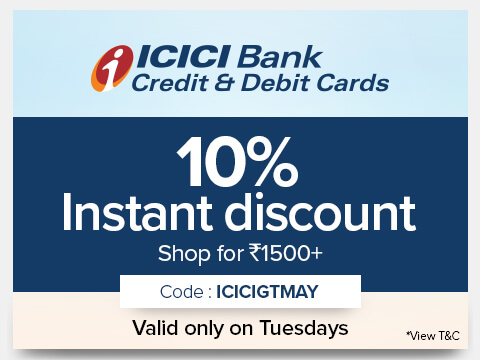 ICICI Bank
Credit & Debit Cards
10%
Instant discount
Shop for ₹1500+
Code : ICICIGTMAY
Valid only on Tuesdays
*View T&C